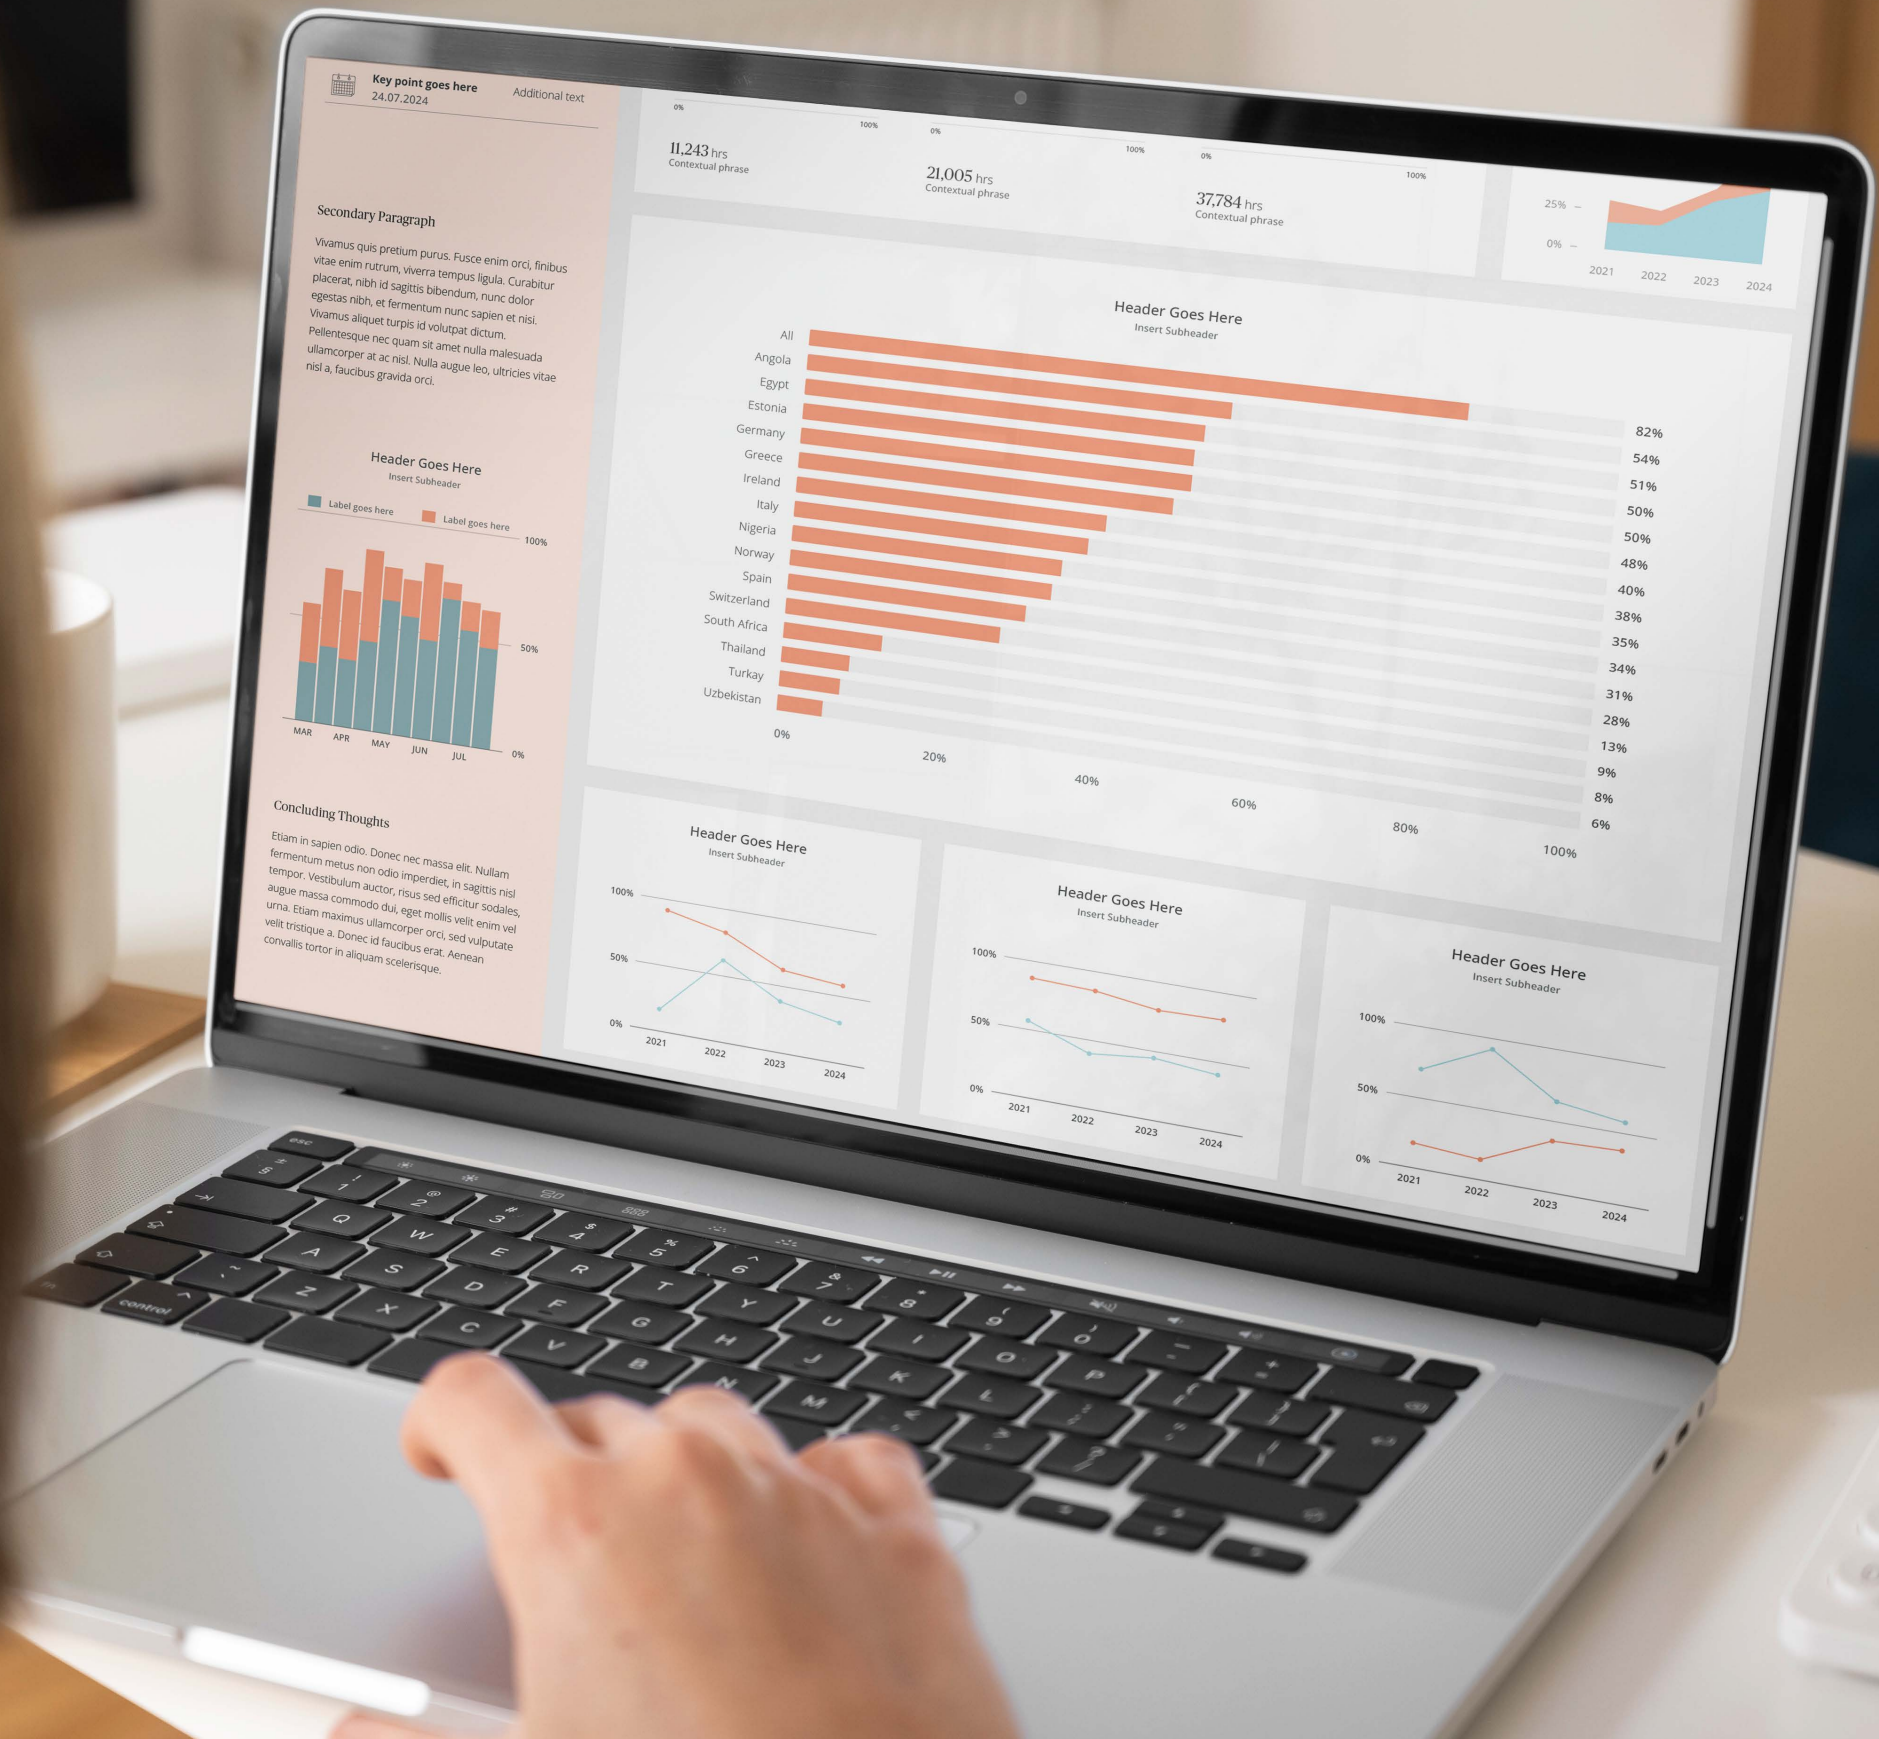 Key point goes here
24.07.2024
Additional text
Secondary Paragraph
Vivamus quis pretium purus. Fusce enim orci, finibus
vitae enim rutrum, viverra tempus ligula. Curabitur
placerat, nibh id sagittis bibendum, nunc dolor
egestas nibh, et fermentum nunc sapien et nisi.
Vivamus aliquet turpis id volutpat dictum.
Pellentesque nec quam sit amet nulla malesuada
ullamcorper at ac nisl. Nulla augue leo, ultricies vitae
nisl a, faucibus gravida orci.
Header Goes Here
Insert Subheader
Label goes here
Label goes here
100%
50%
0%
MAR APR MAY JUN JUL
Concluding Thoughts
Etiam in sapien odio. Donec nec massa elit. Nullam
fermentum metus non odio imperdiet, in sagittis nisl
tempor. Vestibulum auctor, risus sed efficitur sodales,
augue massa commodo dui, eget mollis velit enim vel
urna. Etiam maximus ullamcorper orci, sed vulputate
velit tristique a. Donec id faucibus erat. Aenean
convallis tortor in aliquam scelerisque.
0% 100%
11,243 hrs
Contextual phrase
0% 100%
21,005 hrs
Contextual phrase
0% 100%
37,784 hrs
Contextual phrase
25%
0%
2021 2022 2023 2024
Header Goes Here
Insert Subheader
All 82%
Angola 54%
Egypt 51%
Estonia 50%
Germany 50%
Greece 48%
Ireland 40%
Italy 38%
Nigeria 35%
Norway 34%
Spain 31%
Switzerland 28%
South Africa 13%
Thailand 9%
Turkay 8%
Uzbekistan 6%
0% 20% 40% 60% 80% 100%
Header Goes Here
Insert Subheader
100%
50%
0%
2021 2022 2023 2024
Header Goes Here
Insert Subheader
100%
50%
0%
2021 2022 2023 2024
Header Goes Here
Insert Subheader
100%
50%
0%
2021 2022 2023 2024
esc
§ ! 1 @ 2 # 3 $ 4 % 5 ^ 6 & 7 * 8 ( 9 ) 0 — - + =
Q W E R T Y U I O P
A S D F G H J K L
~ Z X C V B N M
control